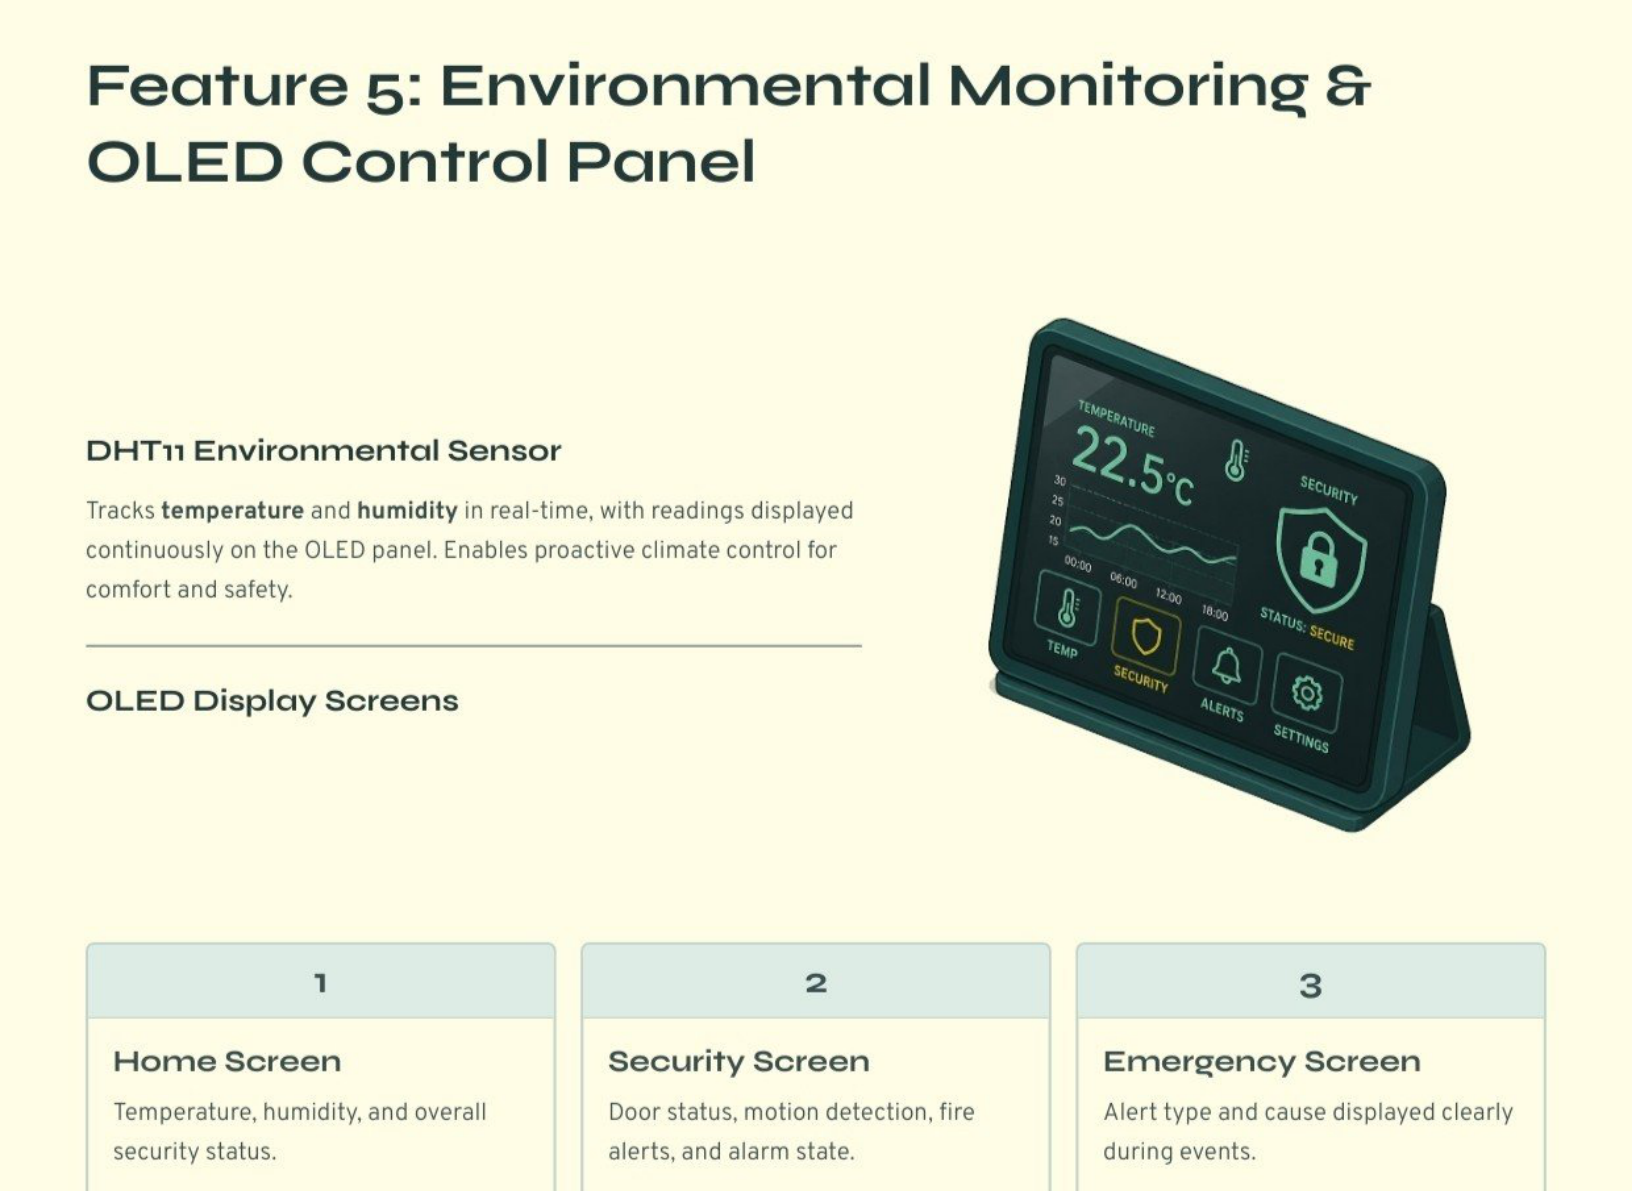 Feature 5: Environmental Monitoring &
OLED Control Panel
DHT11 Environmental Sensor
Tracks temperature and humidity in real-time, with readings displayed
continuously on the OLED panel. Enables proactive climate control for
comfort and safety.
OLED Display Screens
TEMPERATURE
22.5°C
30
25
20
15
00:00 06:00 12:00 18:00
SECURITY
STATUS: SECURE
TEMP
SECURITY
ALERTS
SETTINGS
1
Home Screen
Temperature, humidity, and overall
security status.
2
Security Screen
Door status, motion detection, fire
alerts, and alarm state.
3
Emergency Screen
Alert type and cause displayed clearly
during events.